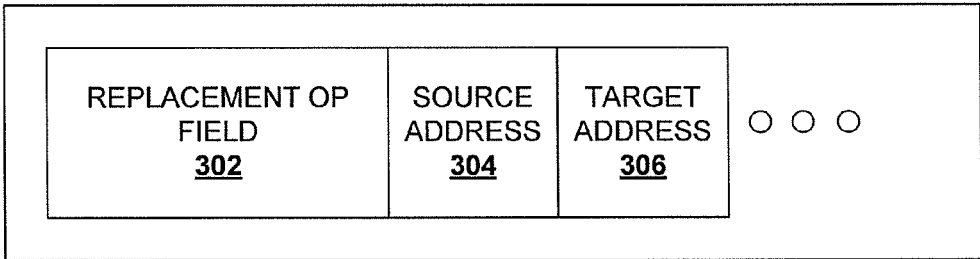 REPLACEMENT OP
FIELD
302
SOURCE
ADDRESS
304
TARGET
ADDRESS
306